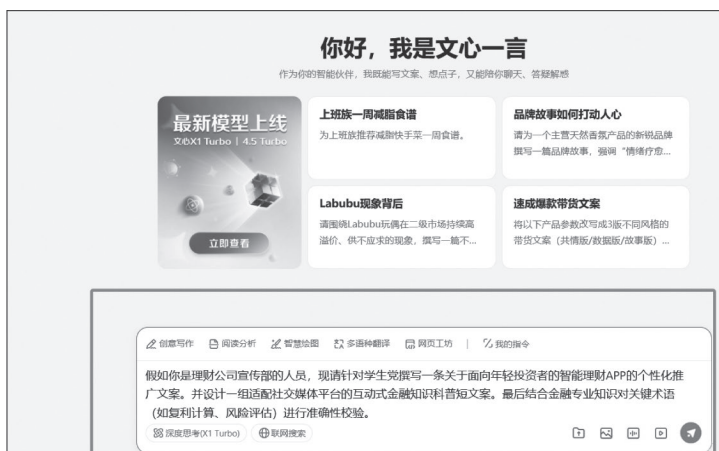 你好，我是文心一言
作为你的智能伙伴，我既能写文案、想点子，又能陪你聊天、答疑解惑
最新模型上线
文心X1 Turbo | 4.5 Turbo
立即查看
上班族一周减脂食谱
为上班族推荐减脂快手菜一周食谱。
品牌故事如何打动人心
请为一个主营天然香氛产品的新锐品牌
撰写一篇品牌故事，强调“情绪疗愈...
Labubu现象背后
请围绕Labubu玩偶在二级市场持续高
溢价、供不应求的现象，撰写一篇不...
速成爆款带货文案
将以下产品参数改写成3版不同风格的
带货文案（共情版/数据版/故事版）...
创意写作 阅读分析 智慧绘图 多语种翻译 网页工坊 | 我的指令
假如你是理财公司宣传部的人员，现请针对学生党撰写一条关于面向年轻投资者的智能理财APP的个性化推
广文案。并设计一组适配社交媒体平台的互动式金融知识科普短文案。最后结合金融专业知识对关键术语
（如复利计算、风险评估）进行准确性校验。
深度思考(X1 Turbo) 联网搜索